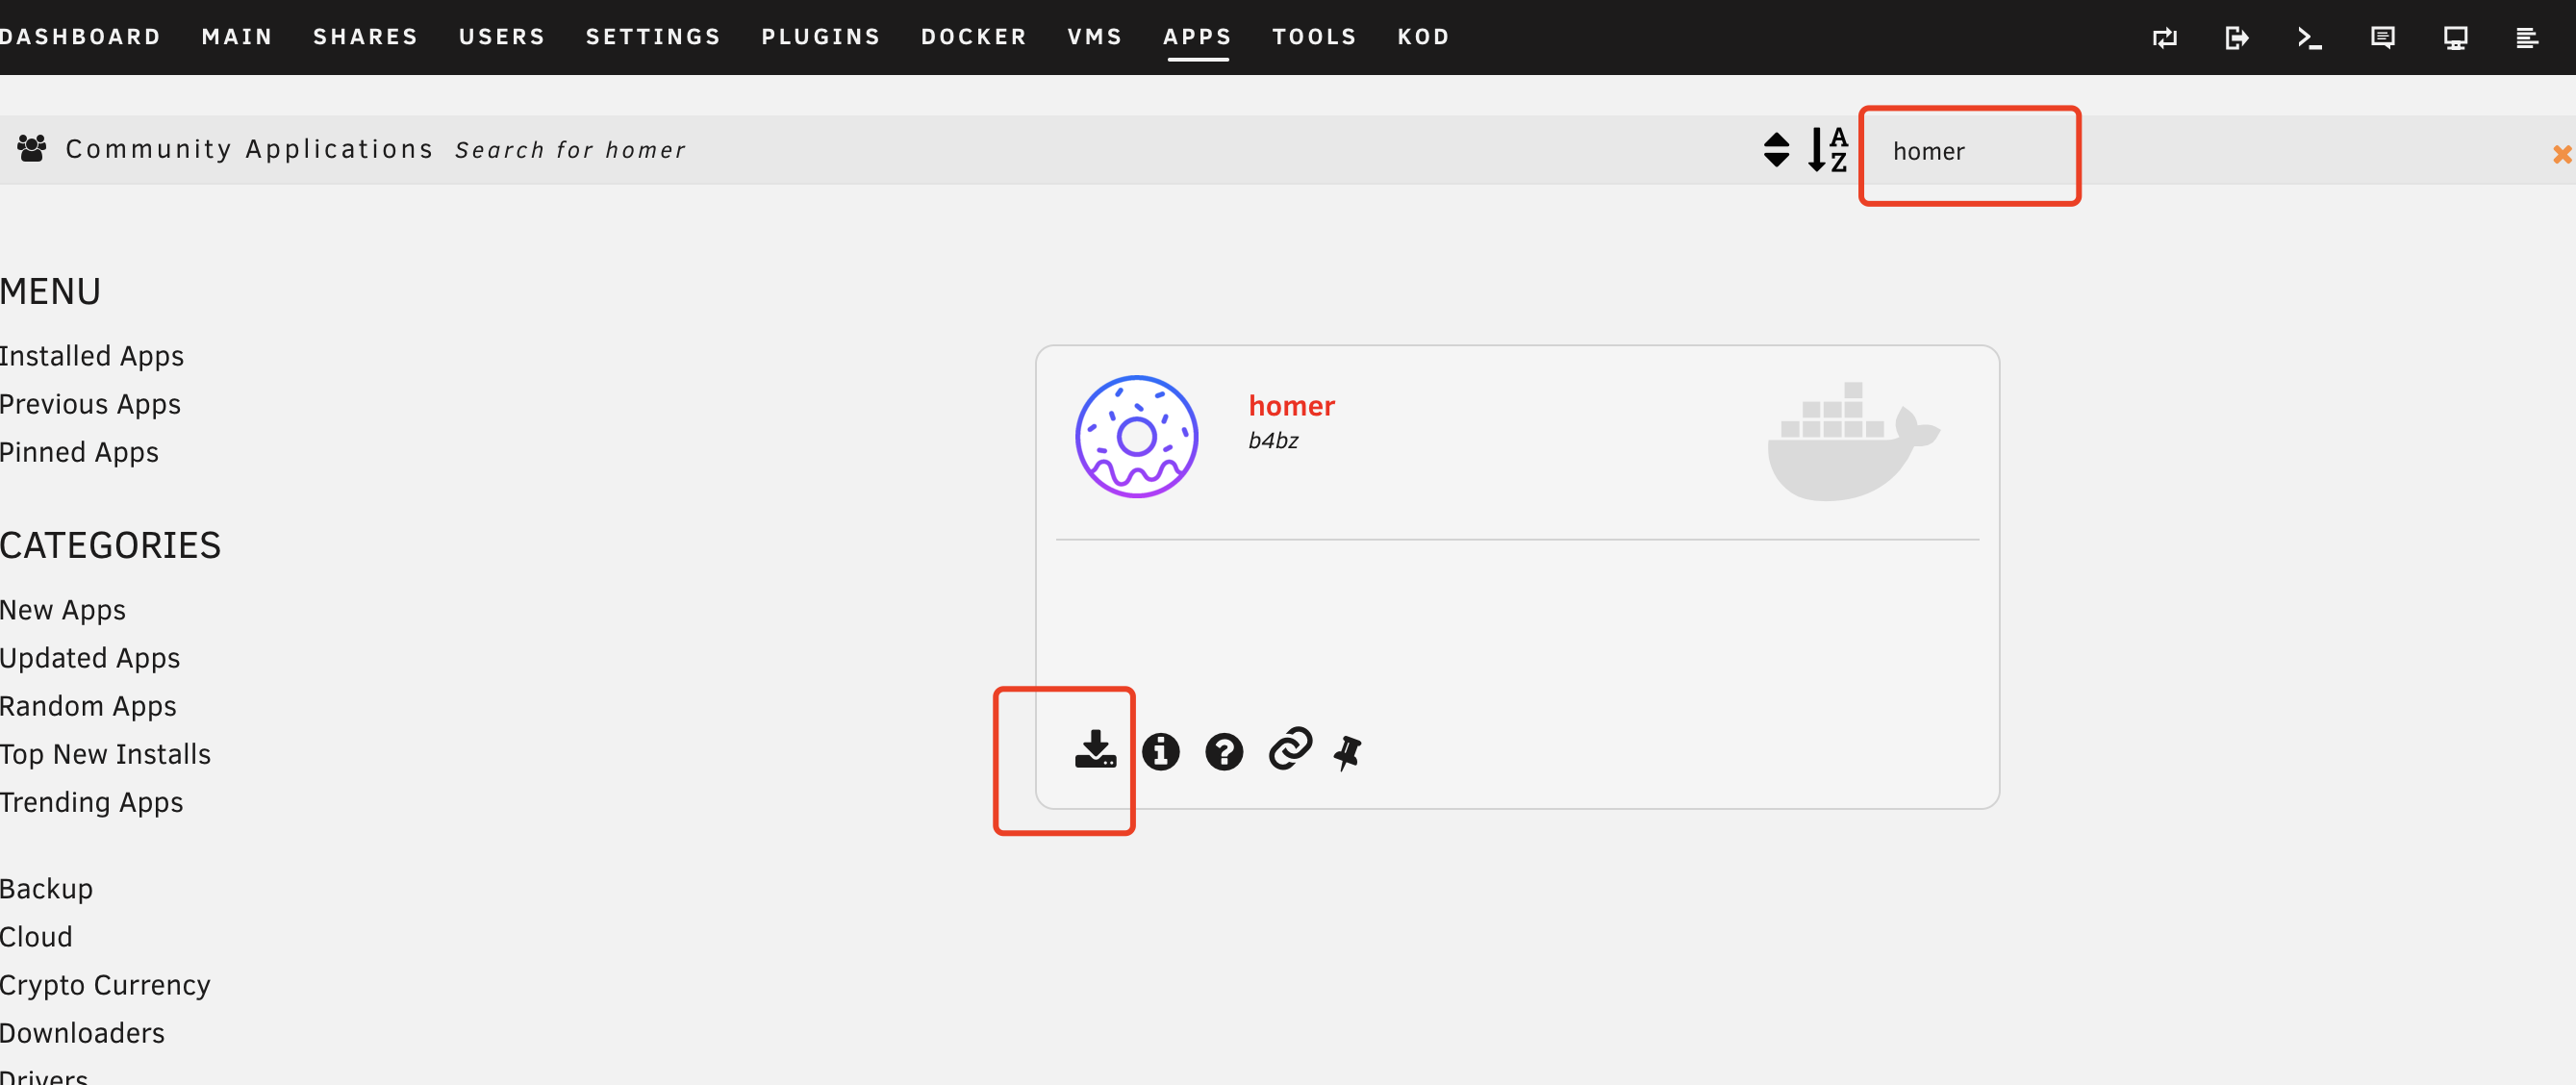 DASHBOARD MAIN SHARES USERS SETTINGS PLUGINS DOCKER VMS APPS TOOLS KOD
Community Applications Search for homer
A
Z
homer
MENU
Installed Apps
Previous Apps
Pinned Apps
CATEGORIES
New Apps
Updated Apps
Random Apps
Top New Installs
Trending Apps
Backup
Cloud
Crypto Currency
Downloaders
Drivers
homer
b4bz